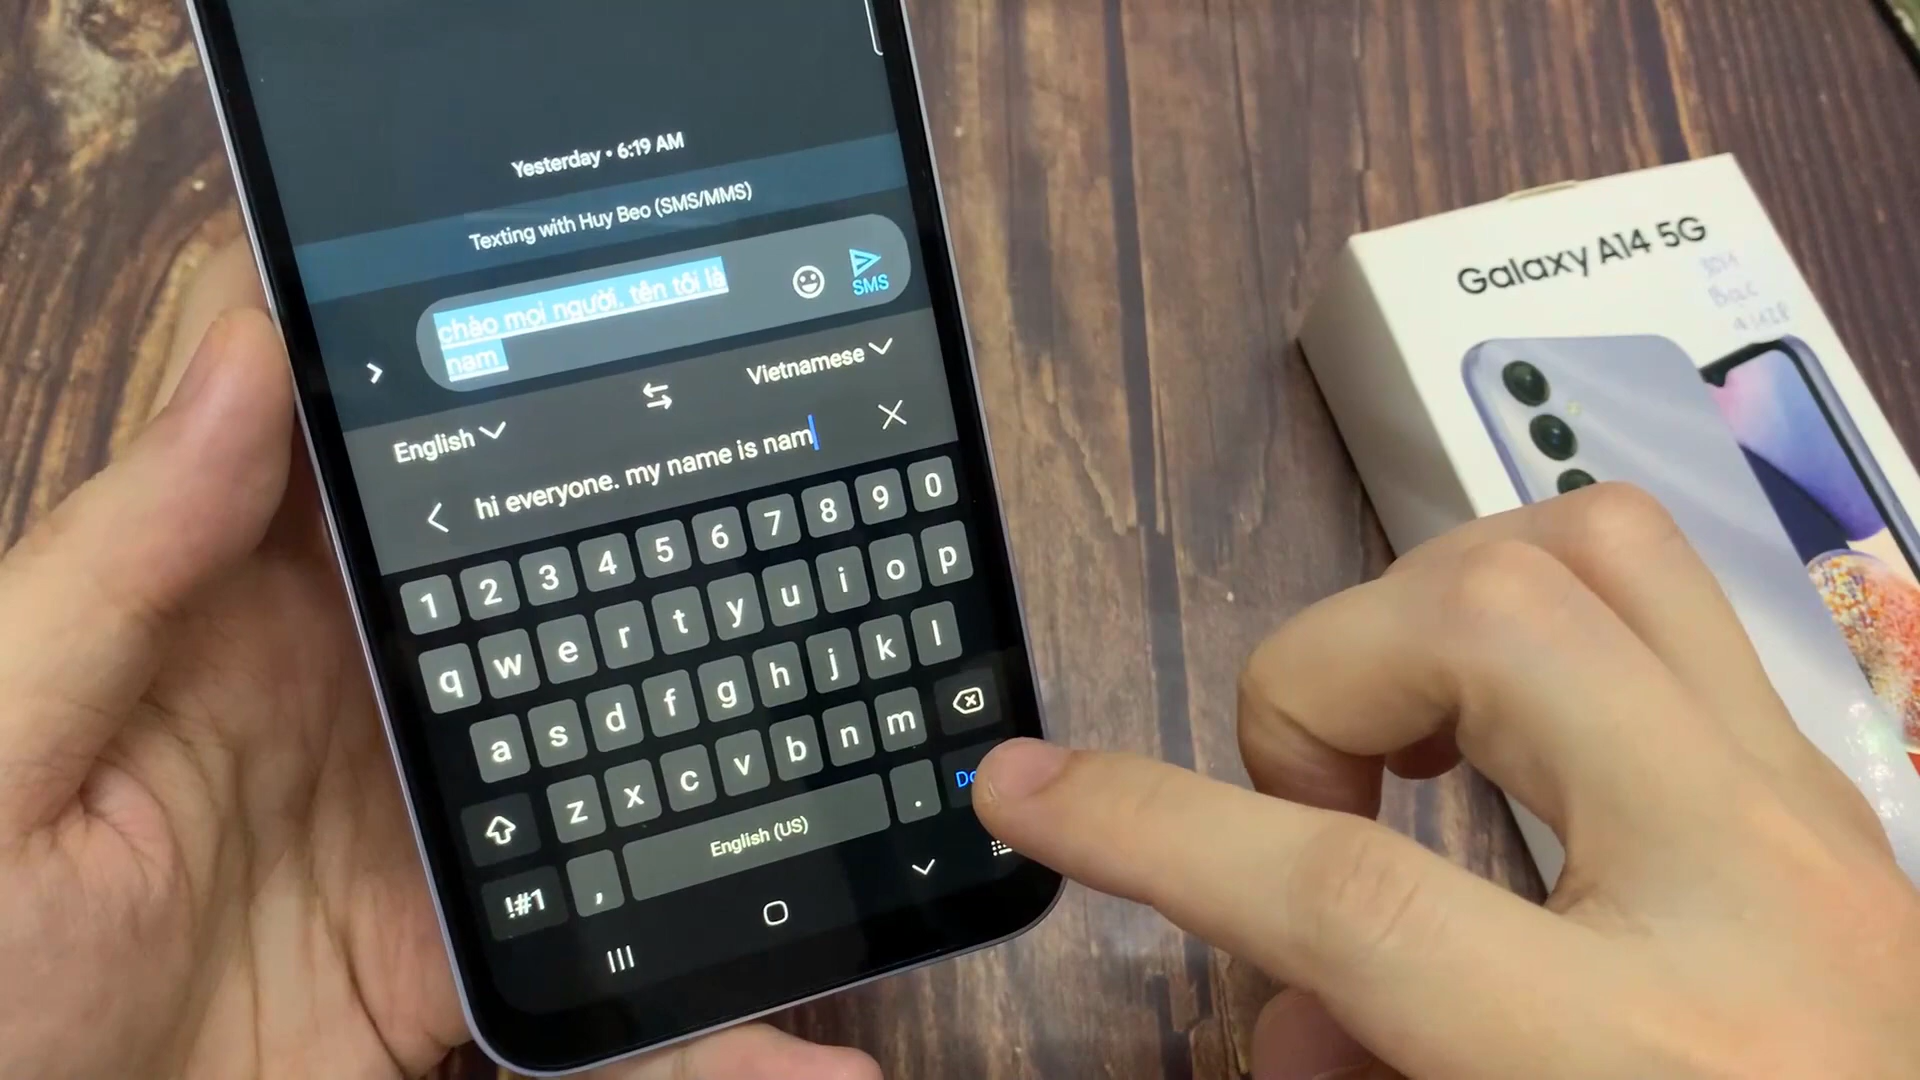 Yesterday • 6:19 AM
Texting with Huy Beo (SMS/MMS)
chào mọi người. tên tôi là
nam
SMS
English
Vietnamese
hi everyone. my name is nam
1 2 3 4 5 6 7 8 9 0
q w e r t y u i o p
a s d f g h j k l
z x c v b n m
!#1 , English (US) .
Galaxy A14 5G